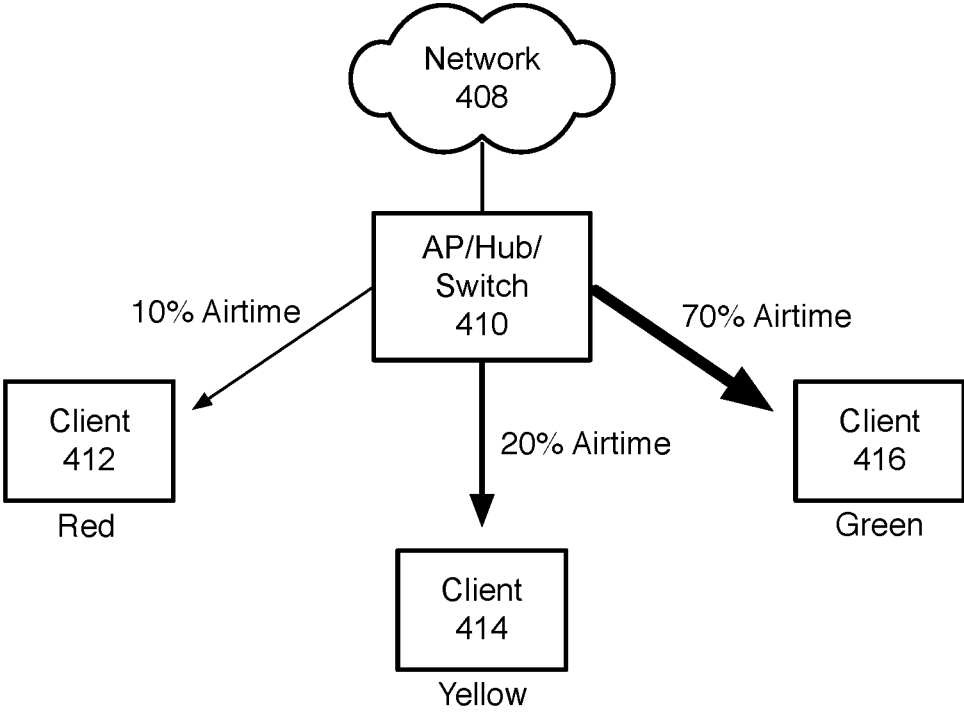 Network
408
AP/Hub/
Switch
410
10% Airtime
70% Airtime
20% Airtime
Client
412
Red
Client
416
Green
Client
414
Yellow